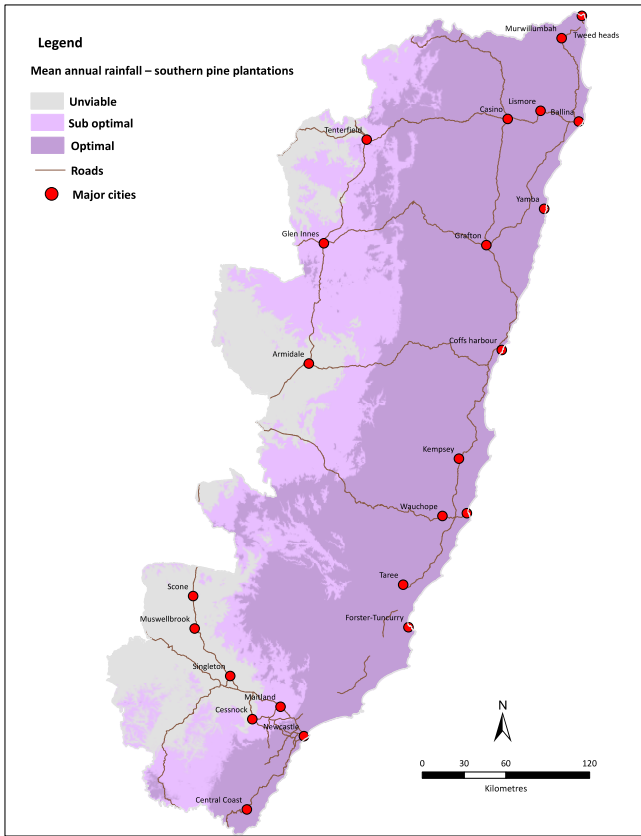 Legend
Mean annual rainfall – southern pine plantations
Unviable
Sub optimal
Optimal
Roads
Major cities
Murwillumbah
Tweed heads
Lismore
Casino
Ballina
Tenterfield
Yamba
Glen Innes
Grafton
Coffs harbour
Armidale
Kempsey
Wauchope
Taree
Scone
Forster-Tuncurry
Muswellbrook
Singleton
Maitland
Cessnock
Newcastle
Central Coast
N
0 30 60 120
Kilometres